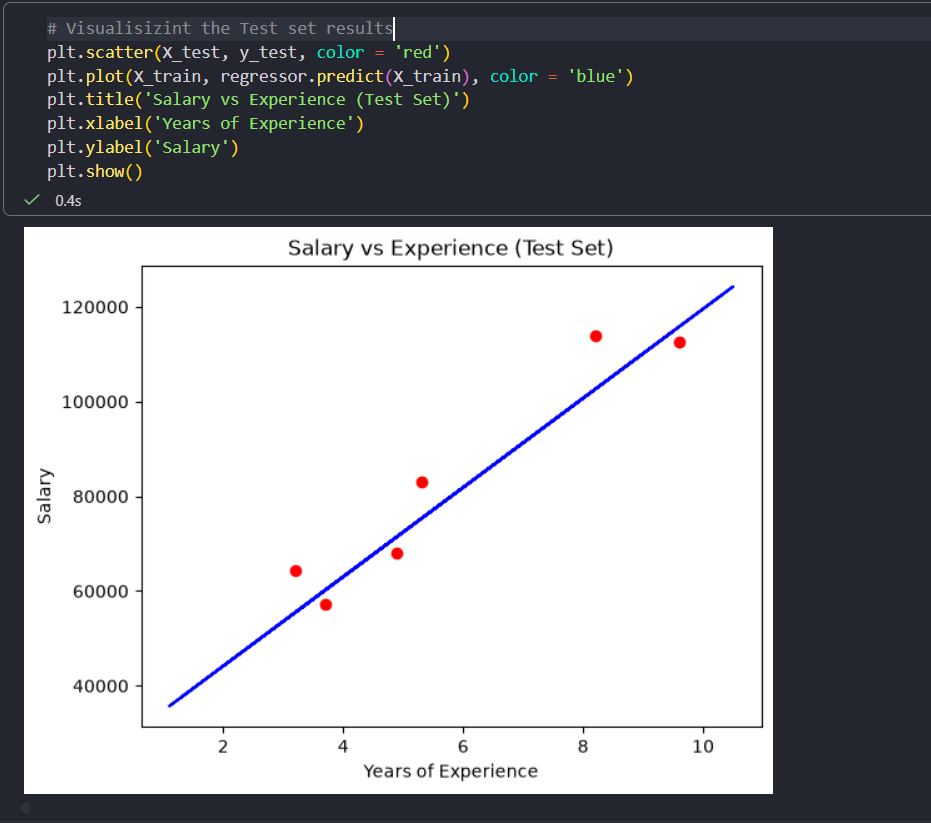 # Visualisizint the Test set results
plt.scatter(X_test, y_test, color = 'red')
plt.plot(X_train, regressor.predict(X_train), color = 'blue')
plt.title('Salary vs Experience (Test Set)')
plt.xlabel('Years of Experience')
plt.ylabel('Salary')
plt.show()
0.4s
Salary vs Experience (Test Set)
120000
100000
80000
60000
40000
Salary
2 4 6 8 10
Years of Experience